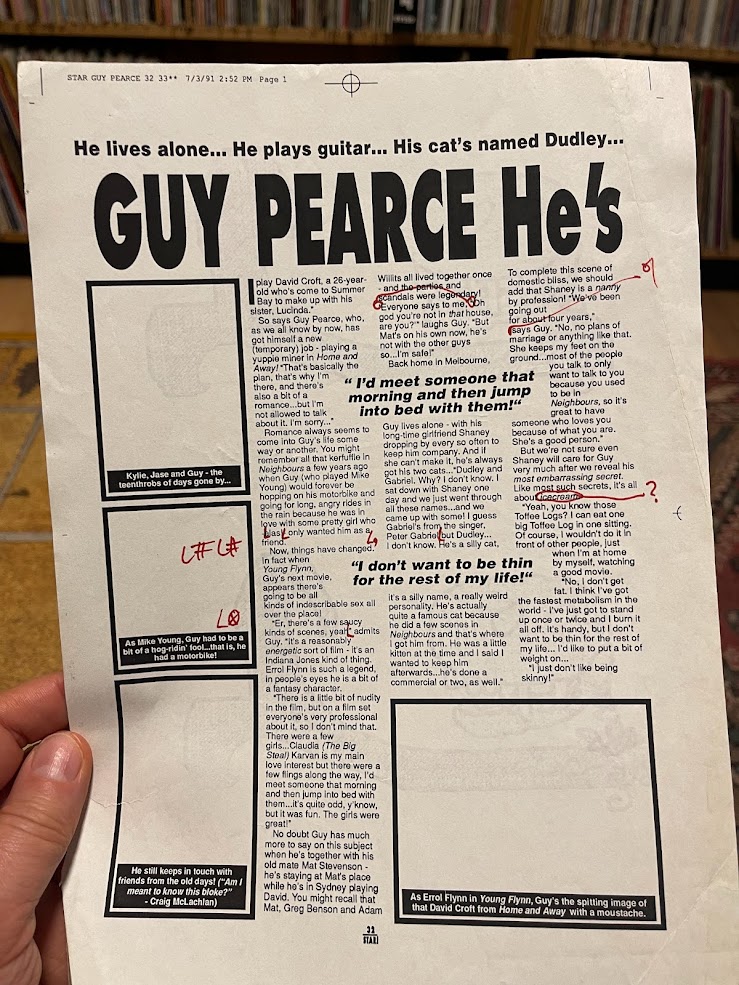 STAR GUY PEARCE 32 33** 7/3/91 2:52 PM Page 1
He lives alone... He plays guitar... His cat's named Dudley...
GUY PEARCE He's
I play David Croft, a 26-year-
old who's come to Summer
Bay to make up with his
sister, Lucinda."
So says Guy Pearce, who,
as we all know by now, has
got himself a new
(temporary) job - playing a
yuppie miner in Home and
Away! "That's basically the
plan, that's why I'm
there, and there's
also a bit of a
romance...but I'm
not allowed to talk
about it. I'm sorry..."
Romance always seems to
come into Guy's life some
way or another. You might
remember all that kerfuffle in
Neighbours a few years ago
when Guy (who played Mike
Young) would forever be
hopping on his motorbike and
going for long, angry rides in
the rain because he was in
love with some pretty girl who
(alas) only wanted him as a
friend.
Now, things have changed.
in fact when
Young Flynn,
Guy's next movie,
appears there's
going to be all
kinds of indescribable sex all
over the place!
"Er, there's a few saucy
kinds of scenes, yeah" admits
Guy. "It's a reasonably
energetic sort of film - it's an
Indiana Jones kind of thing.
Errol Flynn is such a legend,
in people's eyes he is a bit of
a fantasy character.
"There is a little bit of nudity
in the film, but on a film set
everyone's very professional
about it, so I don't mind that.
There were a few
girls...Claudia (The Big
Steal) Karvan is my main
love interest but there were a
few flings along the way, I'd
meet someone that morning
and then jump into bed with
them...it's quite odd, y'know,
but it was fun. The girls were
great!"
No doubt Guy has much
more to say on this subject
when he's together with his
old mate Mat Stevenson -
he's staying at Mat's place
while he's in Sydney playing
David. You might recall that
Mat, Greg Benson and Adam
Willits all lived together once
- and the parties and
scandals were legendary!
Everyone says to me, 'Oh
god you're not in that house,
are you?'" laughs Guy. "But
Mat's on his own now, he's
not with the other guys
so...I'm safe!"
Back home in Melbourne,
" I'd meet someone that
morning and then jump
into bed with them!"
Guy lives alone - with his
long-time girlfriend Shaney
dropping by every so often to
keep him company. And if
she can't make it, he's always
got his two cats..."Dudley and
Gabriel. Why? I don't know. I
sat down with Shaney one
day and we just went through
all these names...and we
came up with some! I guess
Gabriel's from the singer,
Peter Gabriel but Dudley...
I don't know. He's a silly cat,
"I don't want to be thin
for the rest of my life!"
it's a silly name, a really weird
personality. He's actually
quite a famous cat because
he did a few scenes in
Neighbours and that's where
I got him from. He was a little
kitten at the time and I said I
wanted to keep him
afterwards...he's done a
commercial or two, as well."
To complete this scene of
domestic bliss, we should
add that Shaney is a nanny
by profession! "We've been
going out
for about four years,"
says Guy. "No, no plans of
marriage or anything like that.
She keeps my feet on the
ground...most of the people
you talk to only
want to talk to you
because you used
to be in
Neighbours, so it's
great to have
someone who loves you
because of what you are.
She's a good person."
But we're not sure even
Shaney will care for Guy
very much after we reveal his
most embarrassing secret.
Like most such secrets, it's all
about icecream
?
"Yeah, you know those
Toffee Logs? I can eat one
big Toffee Log in one sitting.
Of course, I wouldn't do it in
front of other people, just
when I'm at home
by myself, watching
a good movie.
"No, I don't get
fat. I think I've got
the fastest metabolism in the
world - I've just got to stand
up once or twice and I burn it
all off. It's handy, but I don't
want to be thin for the rest of
my life... I'd like to put a bit of
weight on...
"I just don't like being
skinny!"
Kylie, Jase and Guy - the
teenthrobs of days gone by...
As Mike Young, Guy had to be a
bit of a hog-ridin' fool...that is, he
had a motorbike!
He still keeps in touch with
friends from the old days! ("Am I
meant to know this bloke?"
- Craig McLachlan)
As Errol Flynn in Young Flynn, Guy's the spitting image of
that David Croft from Home and Away with a moustache.
32
STAR!